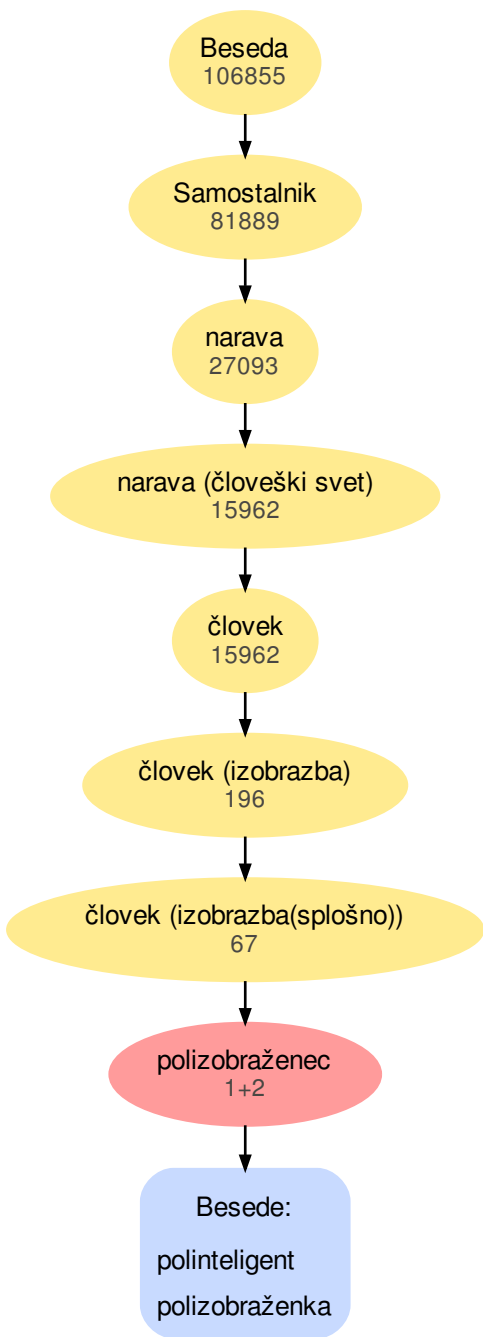 Beseda
106855
Samostalnik
81889
narava
27093
narava (človeški svet)
15962
človek
15962
človek (izobrazba)
196
človek (izobrazba(splošno))
67
polizobraženec
1+2
Besede:
polinteligent
polizobraženka